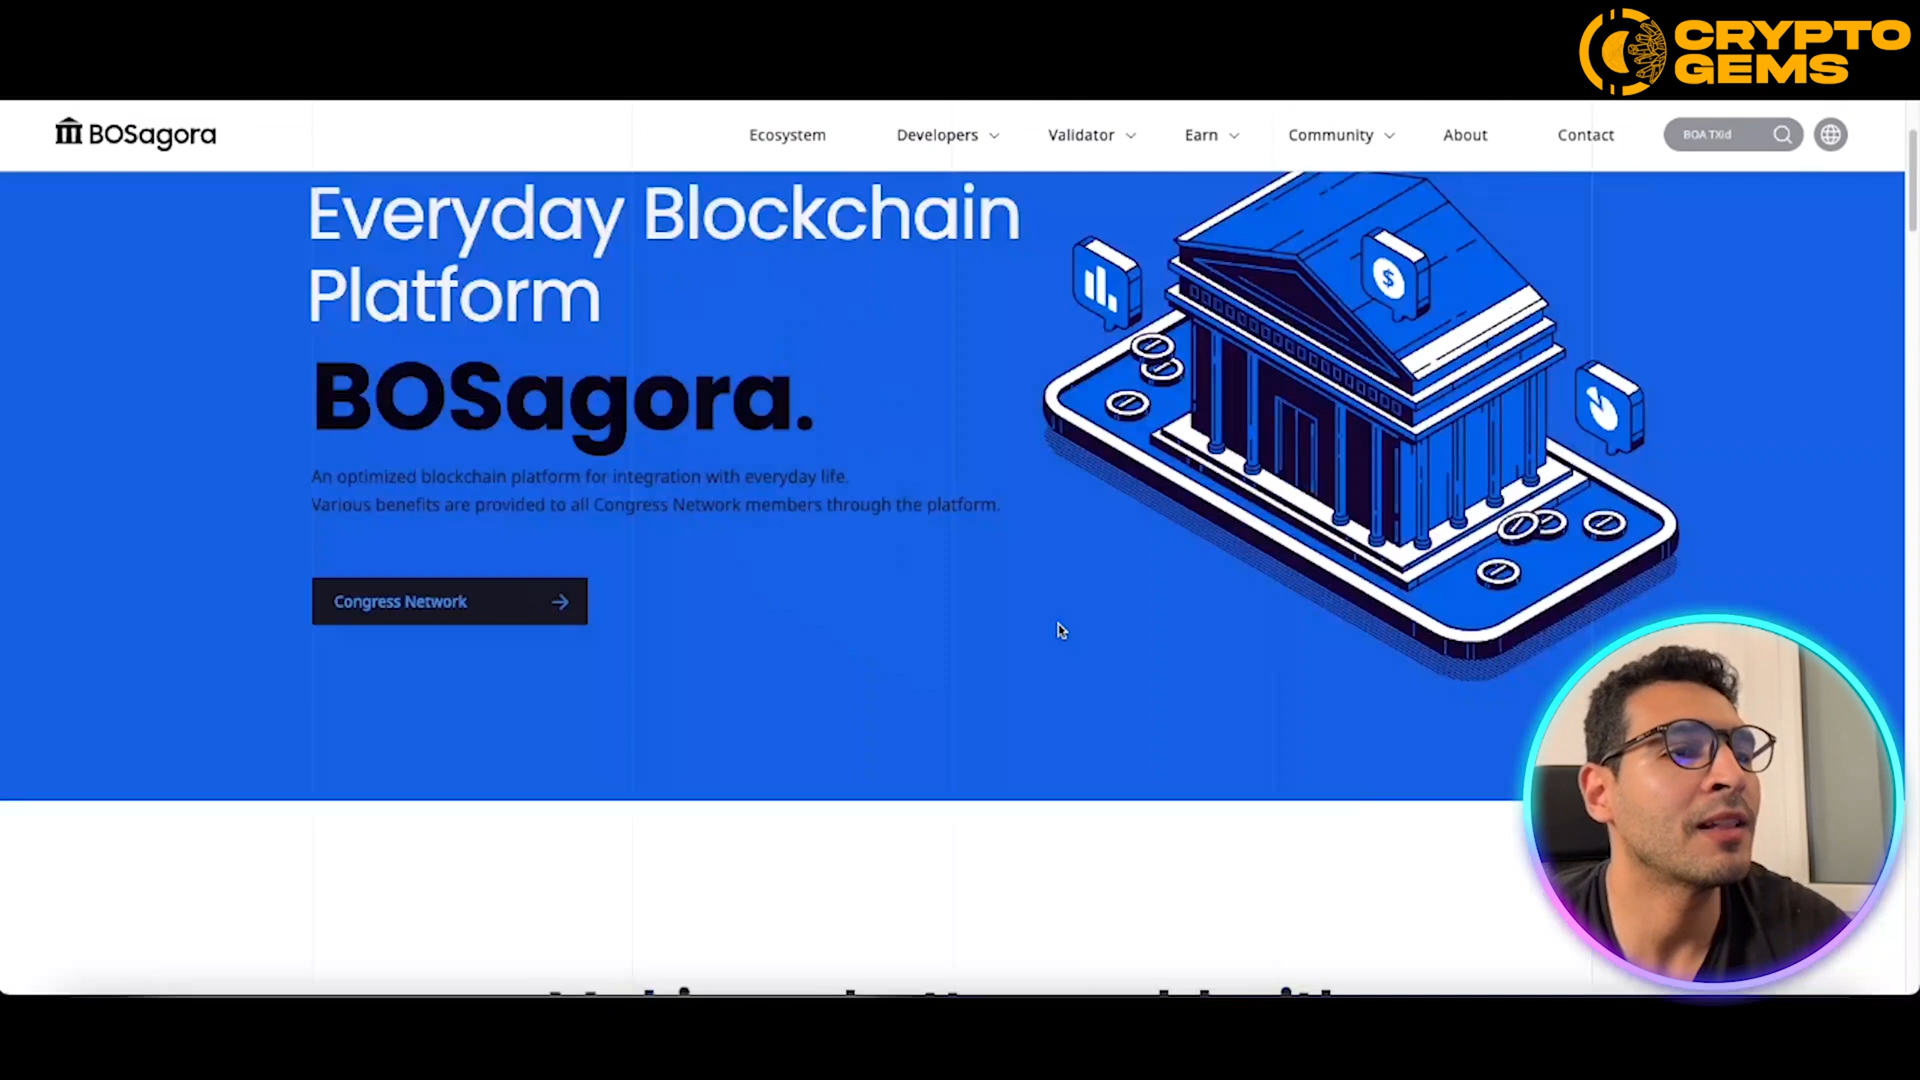 CRYPTO
GEMS
BOSagora
Ecosystem
Developers
Validator
Earn
Community
About
Contact
BOA TXid
Everyday Blockchain
Platform
BOSagora.
An optimized blockchain platform for integration with everyday life.
Various benefits are provided to all Congress Network members through the platform.
Congress Network
$